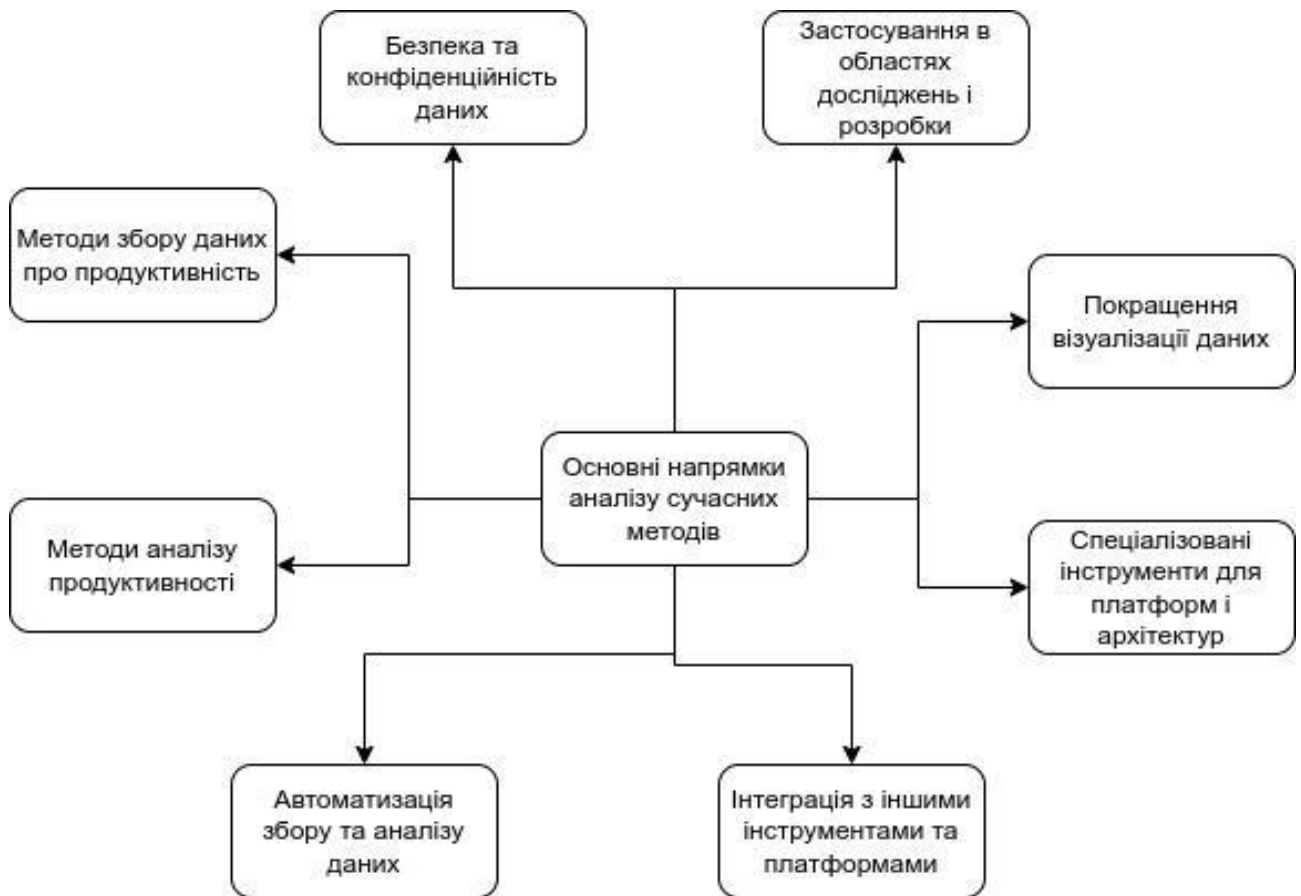 Безпека та
конфіденційність
даних
Застосування в
областях
досліджень і
розробки
Методи збору даних
про продуктивність
Покращення
візуалізації даних
Основні напрямки
аналізу сучасних
методів
Методи аналізу
продуктивності
Спеціалізовані
інструменти для
платформ і
архітектур
Автоматизація
збору та аналізу
даних
Інтеграція з іншими
інструментами та
платформами